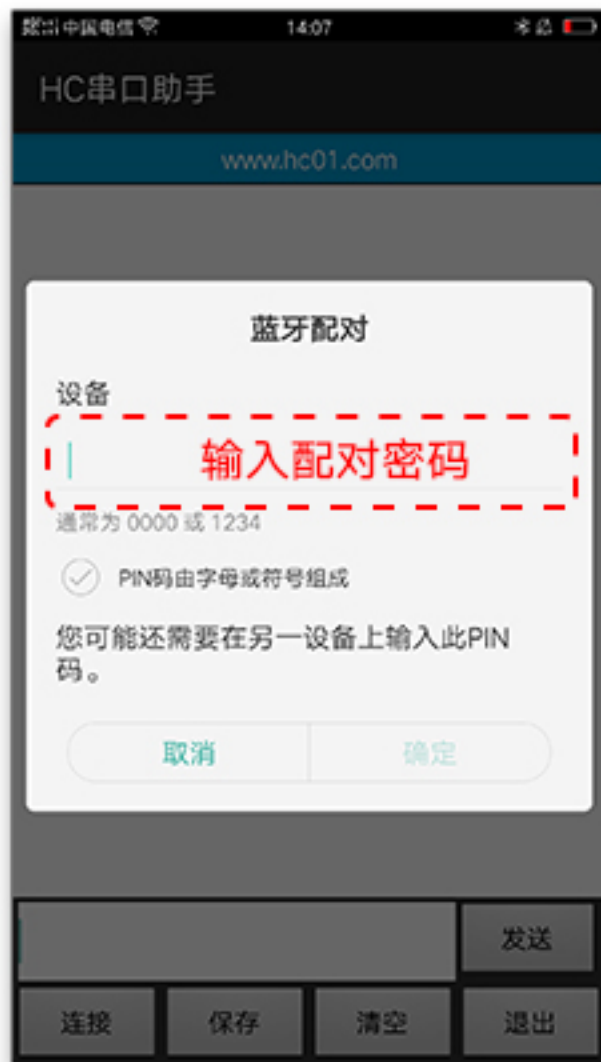 中国电信
14:07
HC串口助手
www.hc01.com
蓝牙配对
设备
输入配对密码
通常为 0000 或 1234
PIN码由字母或符号组成
您可能还需要在另一设备上输入此PIN
码。
取消
确定
发送
连接
保存
清空
退出